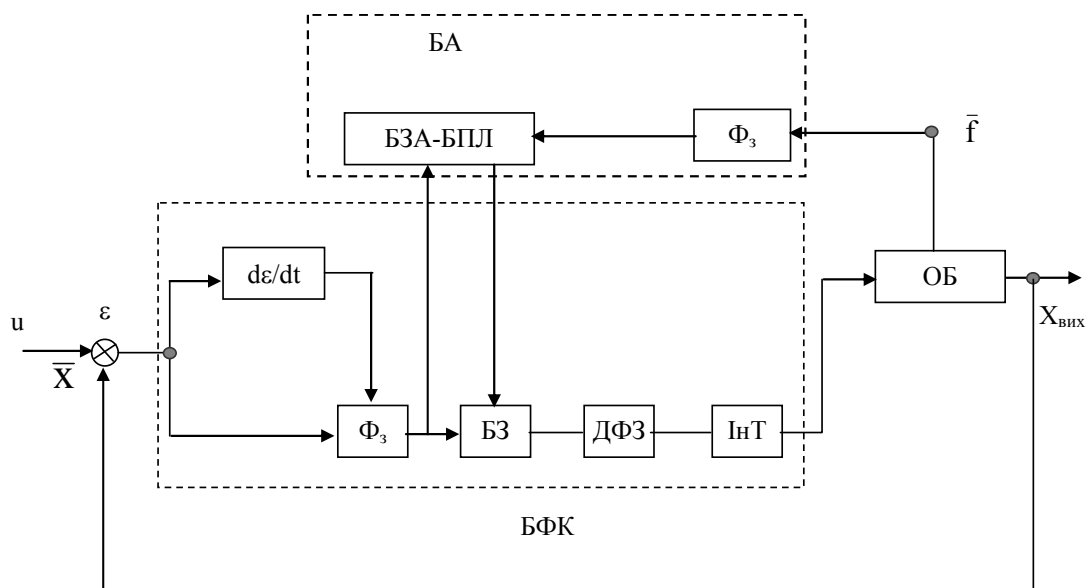 БА
БЗА-БПЛ
Фз
f̄
dε/dt
ОБ
u
ε
X̄
Xвих
Фз
БЗ
ДФЗ
ІнТ
БФК